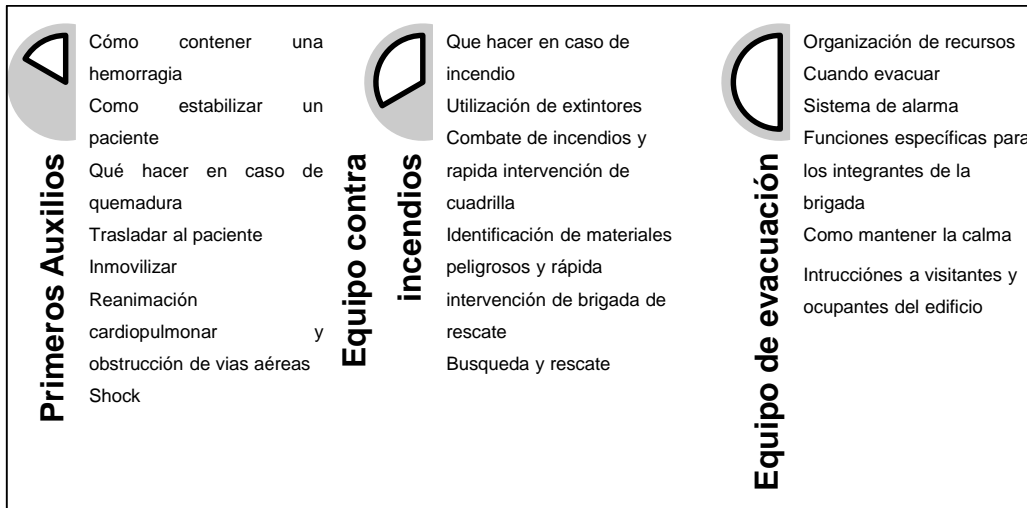 Primeros Auxilios
Cómo contener una
hemorragia
Como estabilizar un
paciente
Qué hacer en caso de
quemadura
Trasladar al paciente
Inmovilizar
Reanimación
cardiopulmonar y
obstrucción de vias aéreas
Shock
Equipo contra
incendios
Que hacer en caso de
incendio
Utilización de extintores
Combate de incendios y
rapida intervención de
cuadrilla
Identificación de materiales
peligrosos y rápida
intervención de brigada de
rescate
Busqueda y rescate
Equipo de evacuación
Organización de recursos
Cuando evacuar
Sistema de alarma
Funciones específicas para
los integrantes de la
brigada
Como mantener la calma
Intrucciónes a visitantes y
ocupantes del edificio